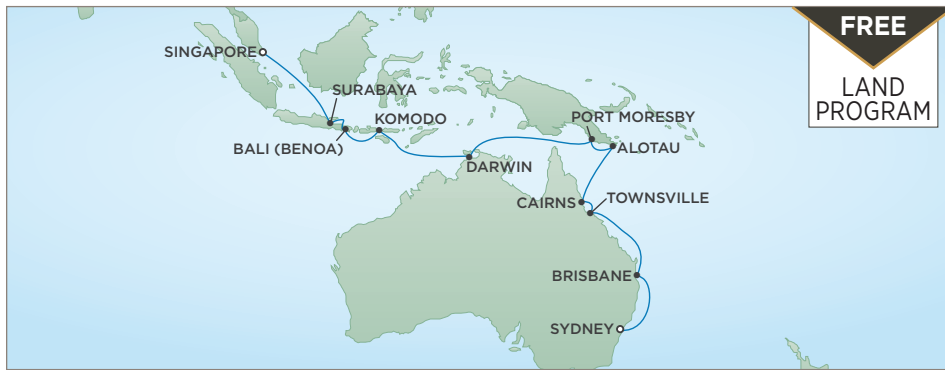 FREE
LAND
PROGRAM
SINGAPORE
SURABAYA
KOMODO
BALI (BENOA)
PORT MORESBY
ALOTAU
DARWIN
CAIRNS
TOWNSVILLE
BRISBANE
SYDNEY